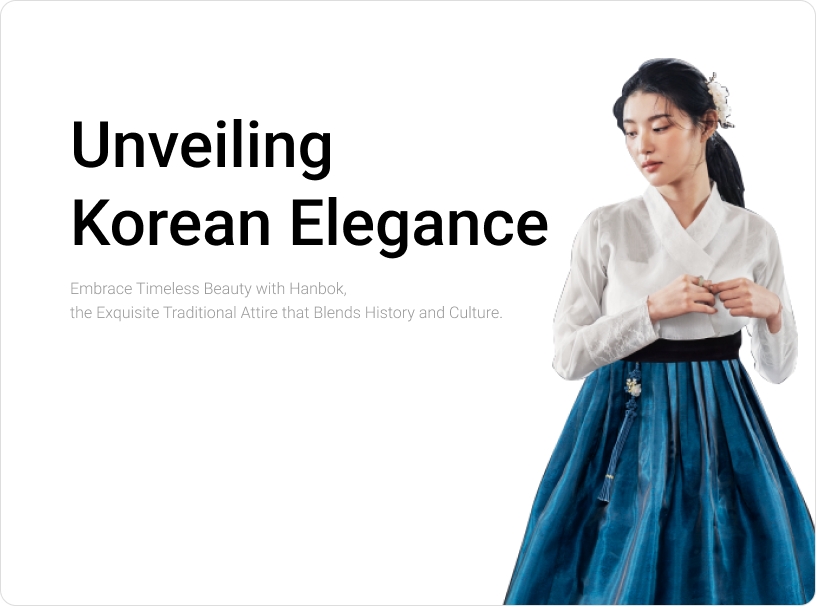 Unveiling
Korean Elegance
Embrace Timeless Beauty with Hanbok,
the Exquisite Traditional Attire that Blends History and Culture.